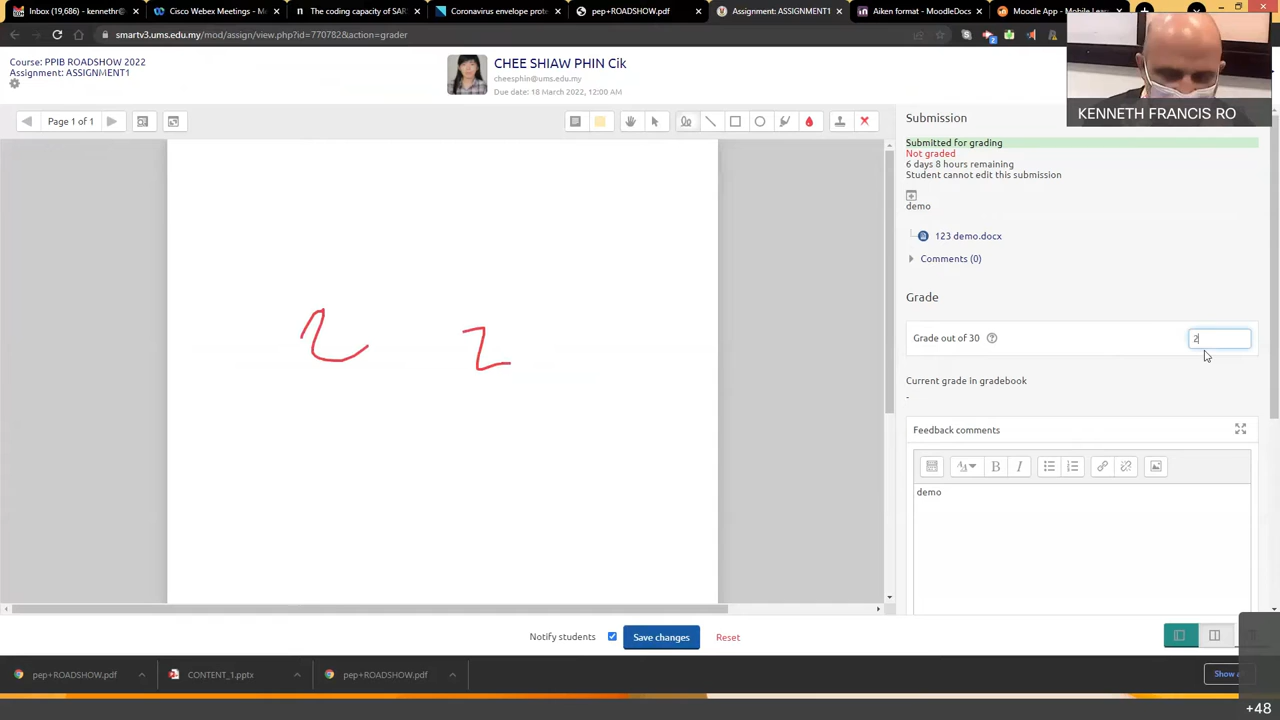 Inbox (19,686) - kennethr@
Cisco Webex Meetings - M
The coding capacity of SARS
Coronavirus envelope prote
pep+ROADSHOW.pdf
Assignment: ASSIGNMENT1
Aiken format - MoodleDocs
Moodle App - Mobile Lear
smartv3.ums.edu.my/mod/assign/view.php?id=770782&action=grader
Course: PPIB ROADSHOW 2022
Assignment: ASSIGNMENT1
CHEE SHIAW PHIN Cik
cheesphin@ums.edu.my
Due date: 18 March 2022, 12:00 AM
KENNETH FRANCIS RO
Page 1 of 1
Submission
Submitted for grading
Not graded
6 days 8 hours remaining
Student cannot edit this submission
demo
123 demo.docx
Comments (0)
Grade
Grade out of 30
2
Current grade in gradebook
-
Feedback comments
demo
2 2
Notify students
Save changes
Reset
pep+ROADSHOW.pdf
CONTENT_1.pptx
pep+ROADSHOW.pdf
Show a
+48